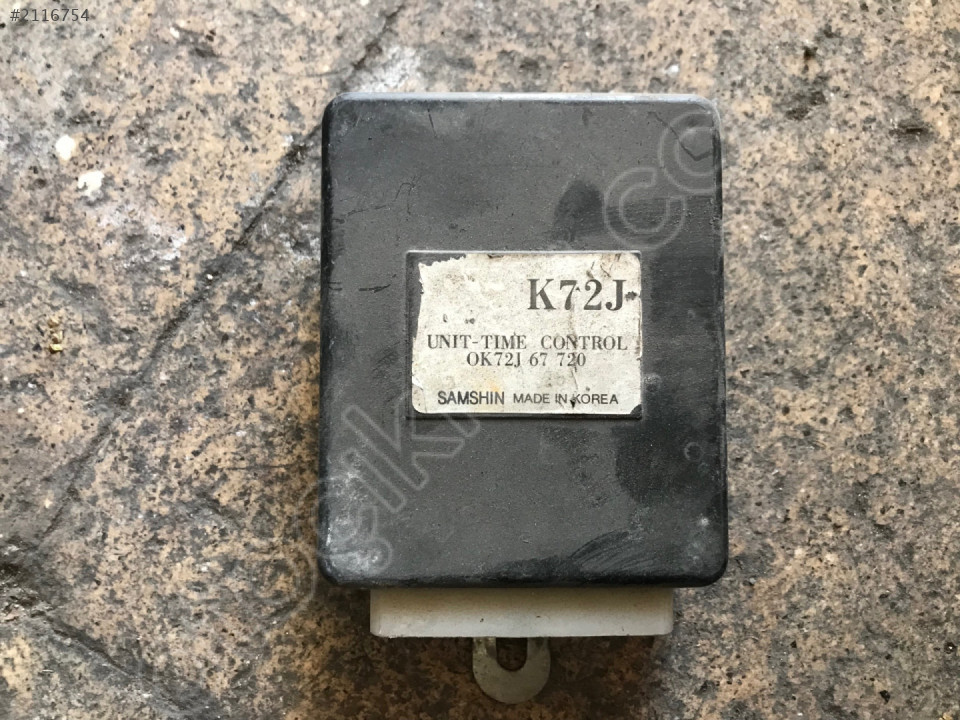 #2116754
K72J
UNIT-TIME CONTROL
OK72J 67 720
SAMSHIN MADE IN KOREA